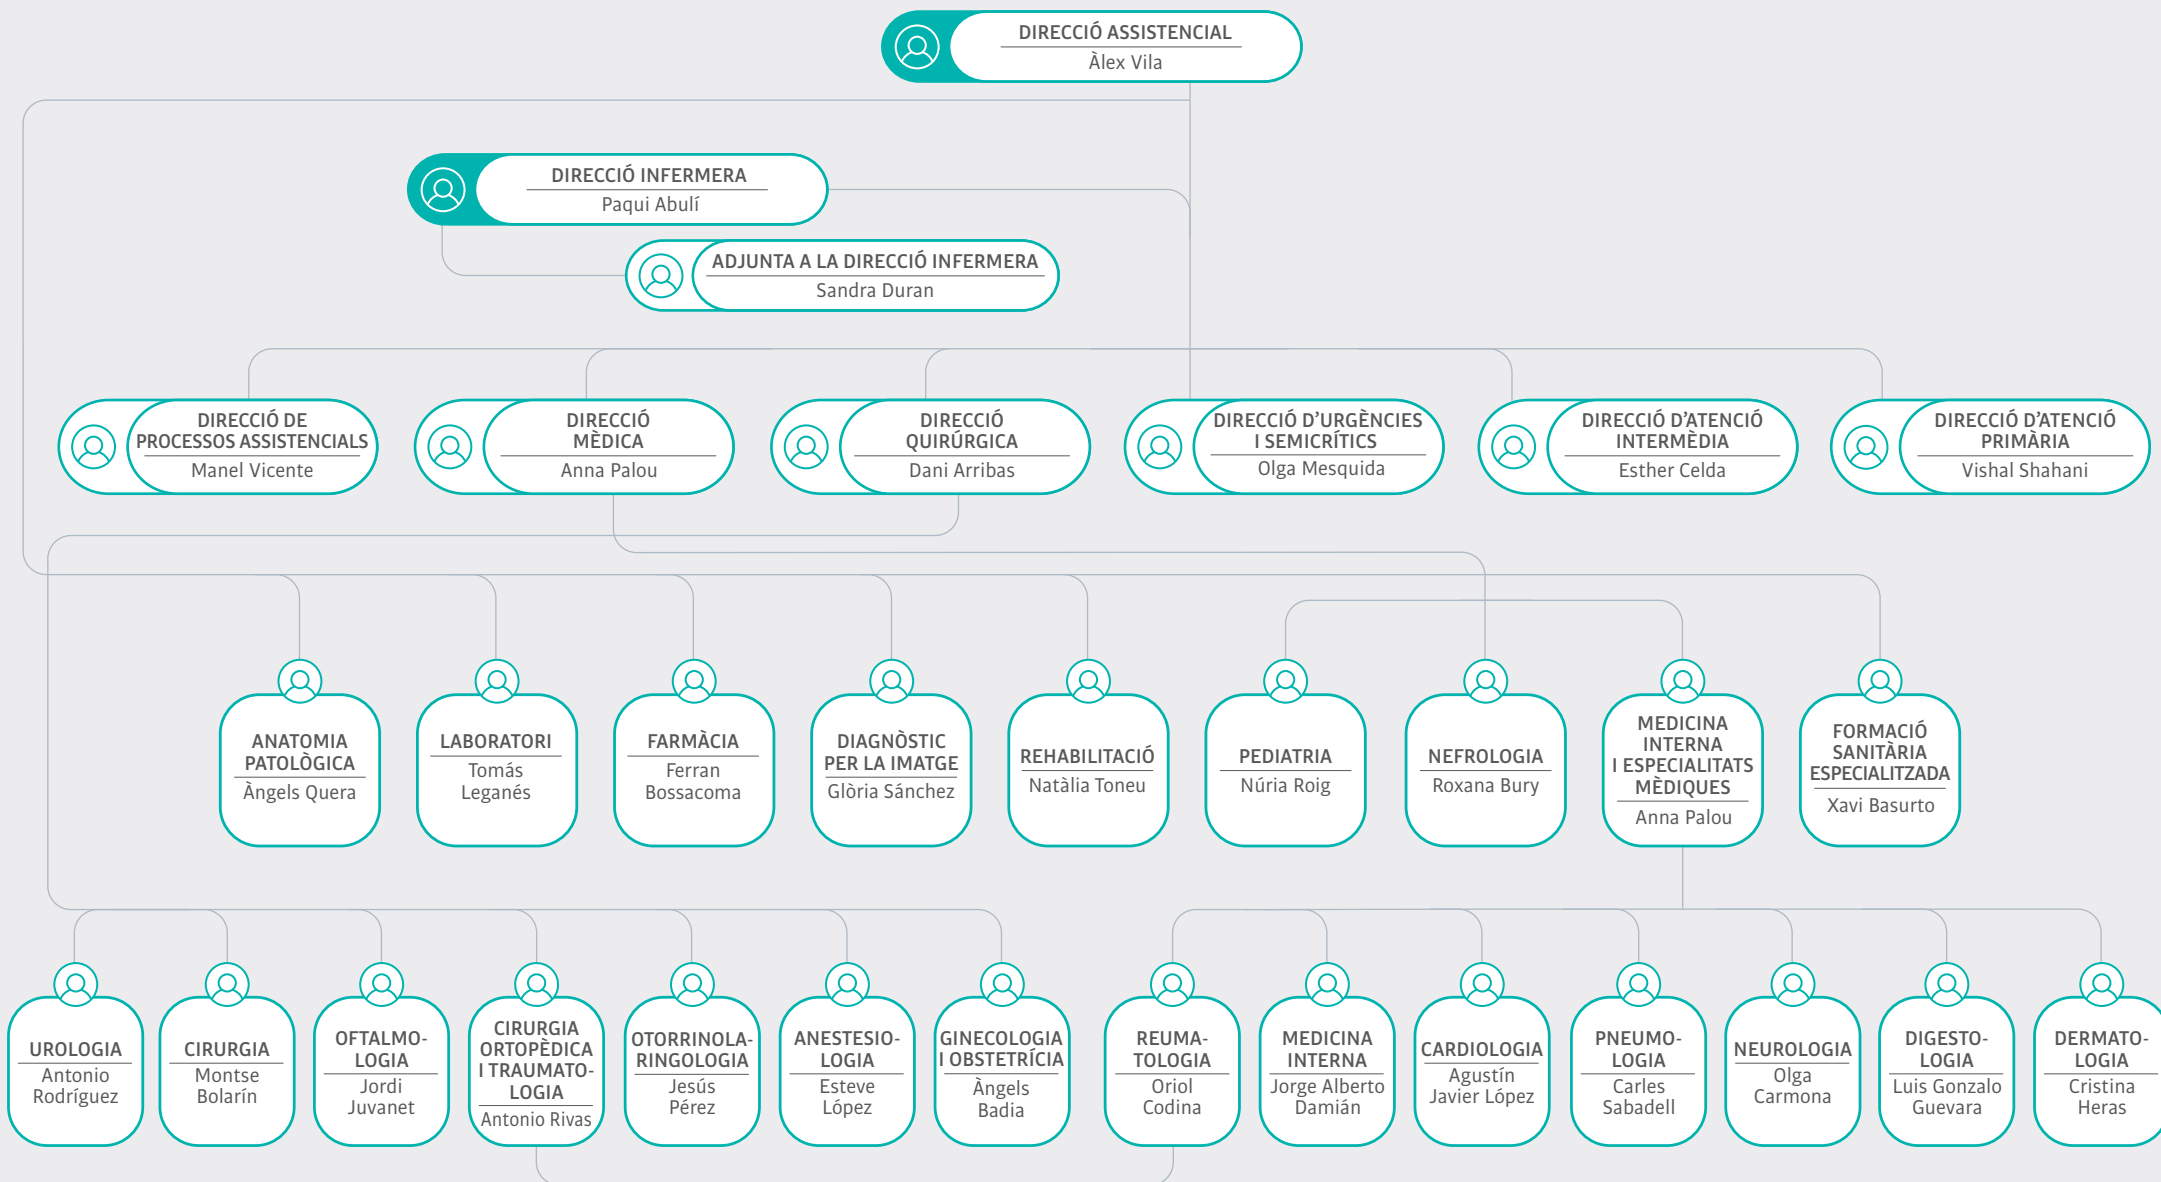 DIRECCIÓ ASSISTENCIAL
Àlex Vila
DIRECCIÓ INFERMERA
Paqui Abulí
ADJUNTA A LA DIRECCIÓ INFERMERA
Sandra Duran
DIRECCIÓ DE
PROCESSOS ASSISTENCIALS
Manel Vicente
DIRECCIÓ
MÈDICA
Anna Palou
DIRECCIÓ
QUIRÚRGICA
Dani Arribas
DIRECCIÓ D'URGÈNCIES
I SEMICRÍTICS
Olga Mesquida
DIRECCIÓ D'ATENCIÓ
INTERMÈDIA
Esther Celda
DIRECCIÓ D'ATENCIÓ
PRIMÀRIA
Vishal Shahani
ANATOMIA
PATOLÒGICA
Àngels Quera
LABORATORI
Tomás
Leganés
FARMÀCIA
Ferran
Bossacoma
DIAGNÒSTIC
PER LA IMATGE
Glòria Sánchez
REHABILITACIÓ
Natàlia Toneu
PEDIATRIA
Núria Roig
NEFROLOGIA
Roxana Bury
MEDICINA
INTERNA
I ESPECIALITATS
MÈDIQUES
Anna Palou
FORMACIÓ
SANITÀRIA
ESPECIALITZADA
Xavi Basurto
UROLOGIA
Antonio
Rodríguez
CIRURGIA
Montse
Bolarín
OFTALMO-
LOGIA
Jordi
Juvanet
CIRURGIA
ORTOPÈDICA
I TRAUMATO-
LOGIA
Antonio Rivas
OTORRINOLA-
RINGOLOGIA
Jesús
Pérez
ANESTESIO-
LOGIA
Esteve
López
GINECOLOGIA
I OBSTETRÍCIA
Àngels
Badia
REUMA-
TOLOGIA
Oriol
Codina
MEDICINA
INTERNA
Jorge Alberto
Damián
CARDIOLOGIA
Agustín
Javier López
PNEUMO-
LOGIA
Carles
Sabadell
NEUROLOGIA
Olga
Carmona
DIGESTO-
LOGIA
Luis Gonzalo
Guevara
DERMATO-
LOGIA
Cristina
Heras